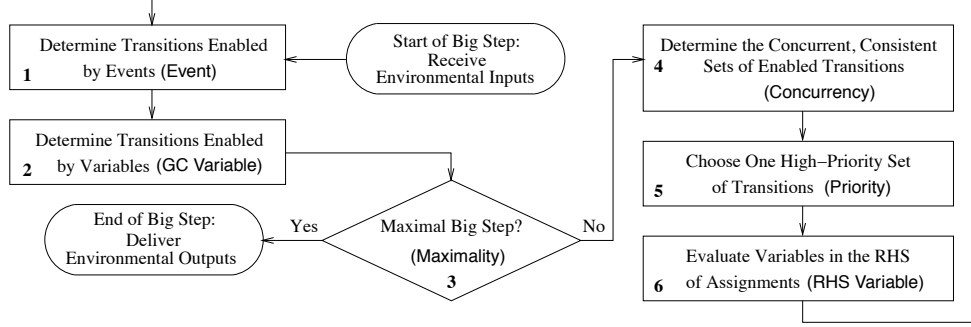 Determine Transitions Enabled
1 by Events (Event)
Start of Big Step:
Receive
Environmental Inputs
Determine Transitions Enabled
2 by Variables (GC Variable)
Maximal Big Step?
(Maximality)
3
Yes
No
End of Big Step:
Deliver
Environmental Outputs
Determine the Concurrent, Consistent
4 Sets of Enabled Transitions
(Concurrency)
Choose One High–Priority Set
5 of Transitions (Priority)
Evaluate Variables in the RHS
6 of Assignments (RHS Variable)